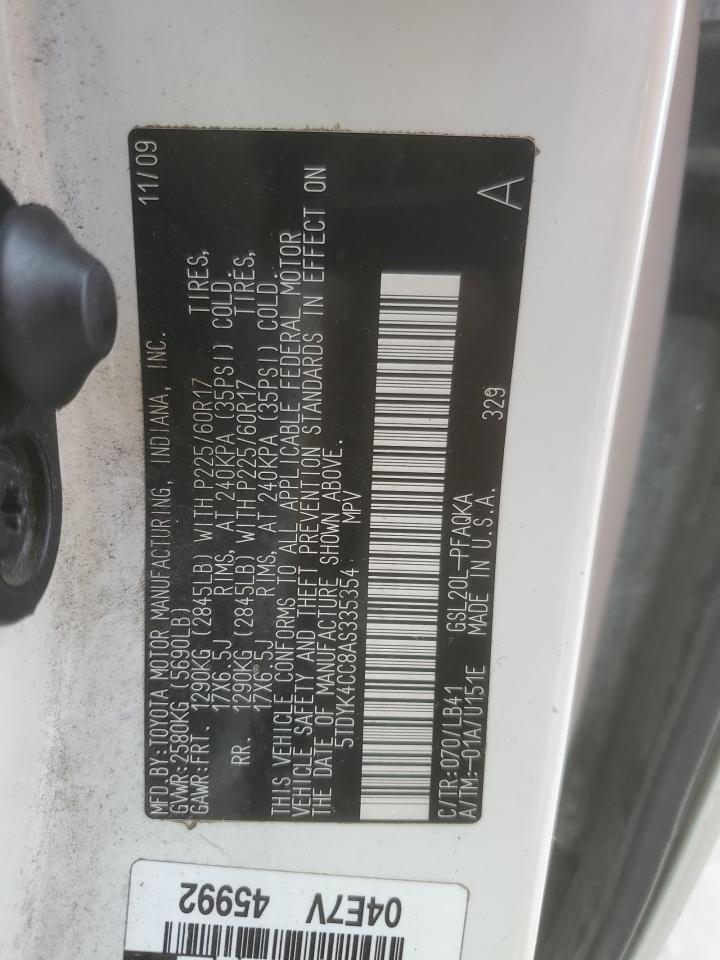 MFD.BY:TOYOTA MOTOR MANUFACTURING, INDIANA, INC. 11/09
GVWR:2580KG (5690LB)
GAWR:FRT. 1290KG (2845LB) WITH P225/60R17 TIRES,
17X6.5J RIMS, AT 240KPA (35PSI) COLD.
RR. 1290KG (2845LB) WITH P225/60R17 TIRES,
17X6.5J RIMS, AT 240KPA (35PSI) COLD.
THIS VEHICLE CONFORMS TO ALL APPLICABLE FEDERAL MOTOR
VEHICLE SAFETY AND THEFT PREVENTION STANDARDS IN EFFECT ON
THE DATE OF MANUFACTURE SHOWN ABOVE.
5TDYK4CC8AS335354 MPV
C/TR:070/LB41 GSL20L-PFAQKA 329 A
A/TM:-01A/U151E MADE IN U.S.A.
04E7V 45992